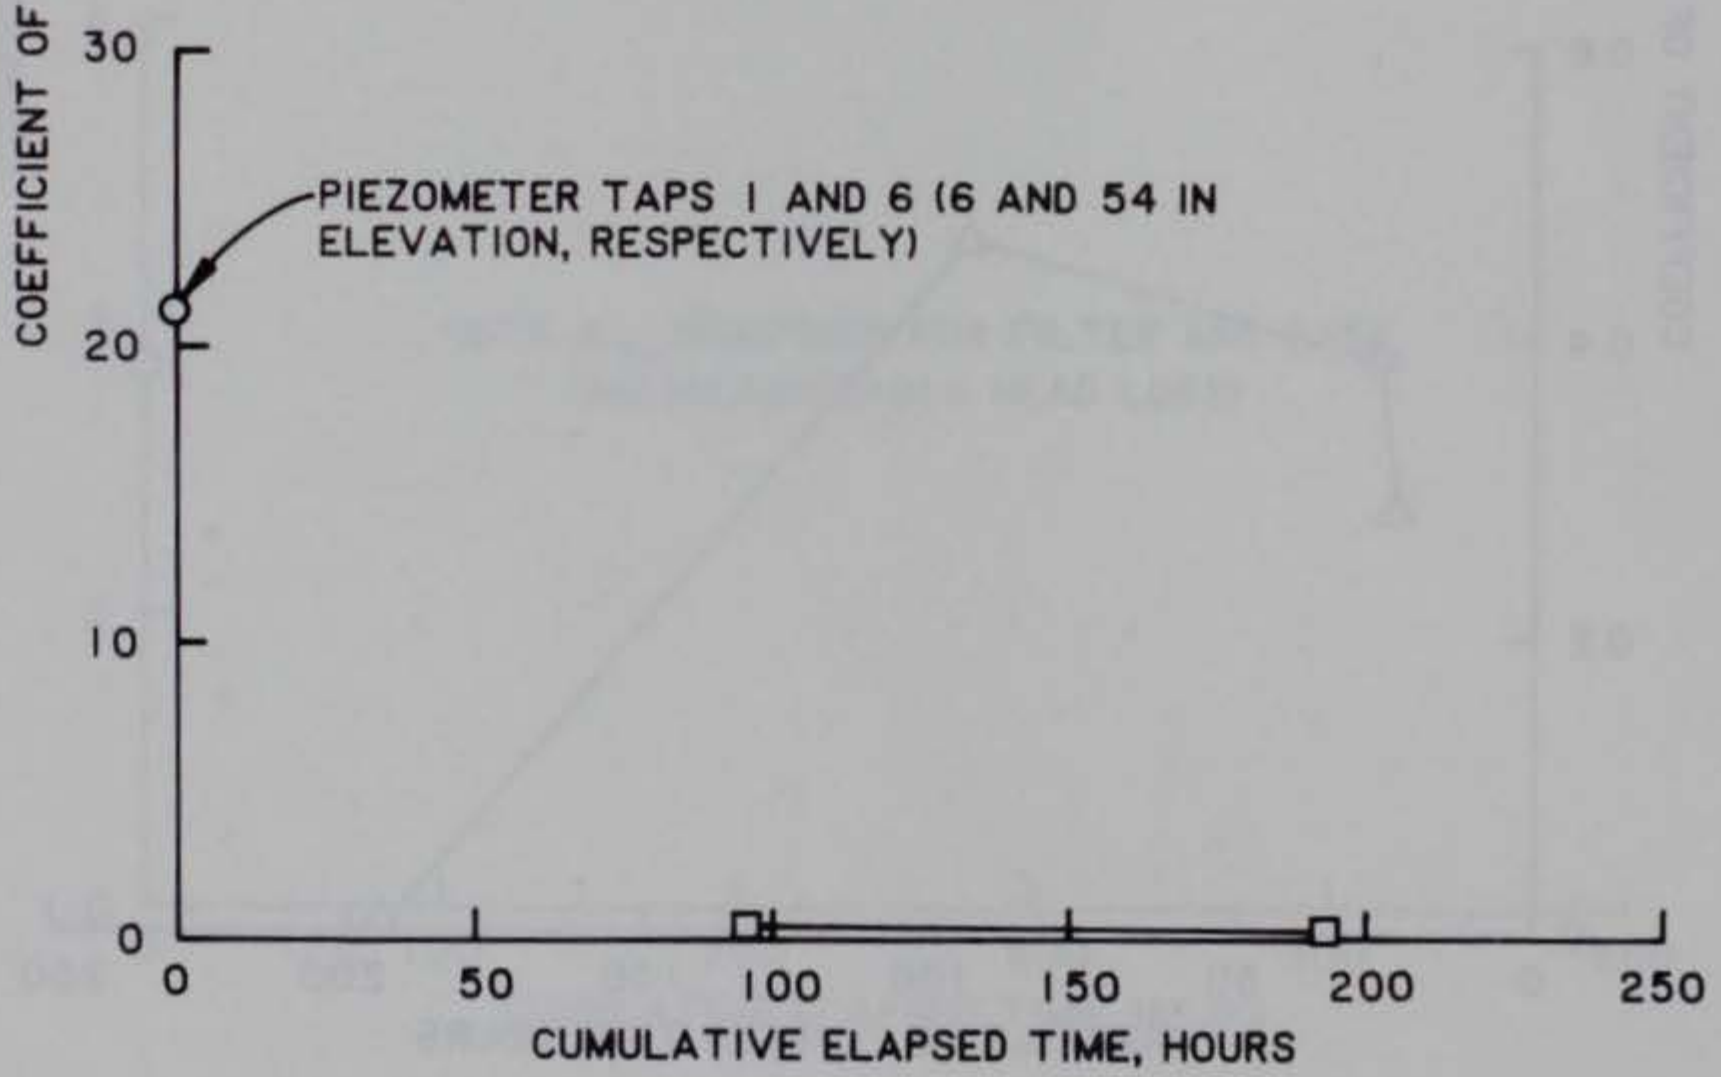 COEFFICIENT OF
30
20
10
0
PIEZOMETER TAPS 1 AND 6 (6 AND 54 IN
ELEVATION, RESPECTIVELY)
0 50 100 150 200 250
CUMULATIVE ELAPSED TIME, HOURS